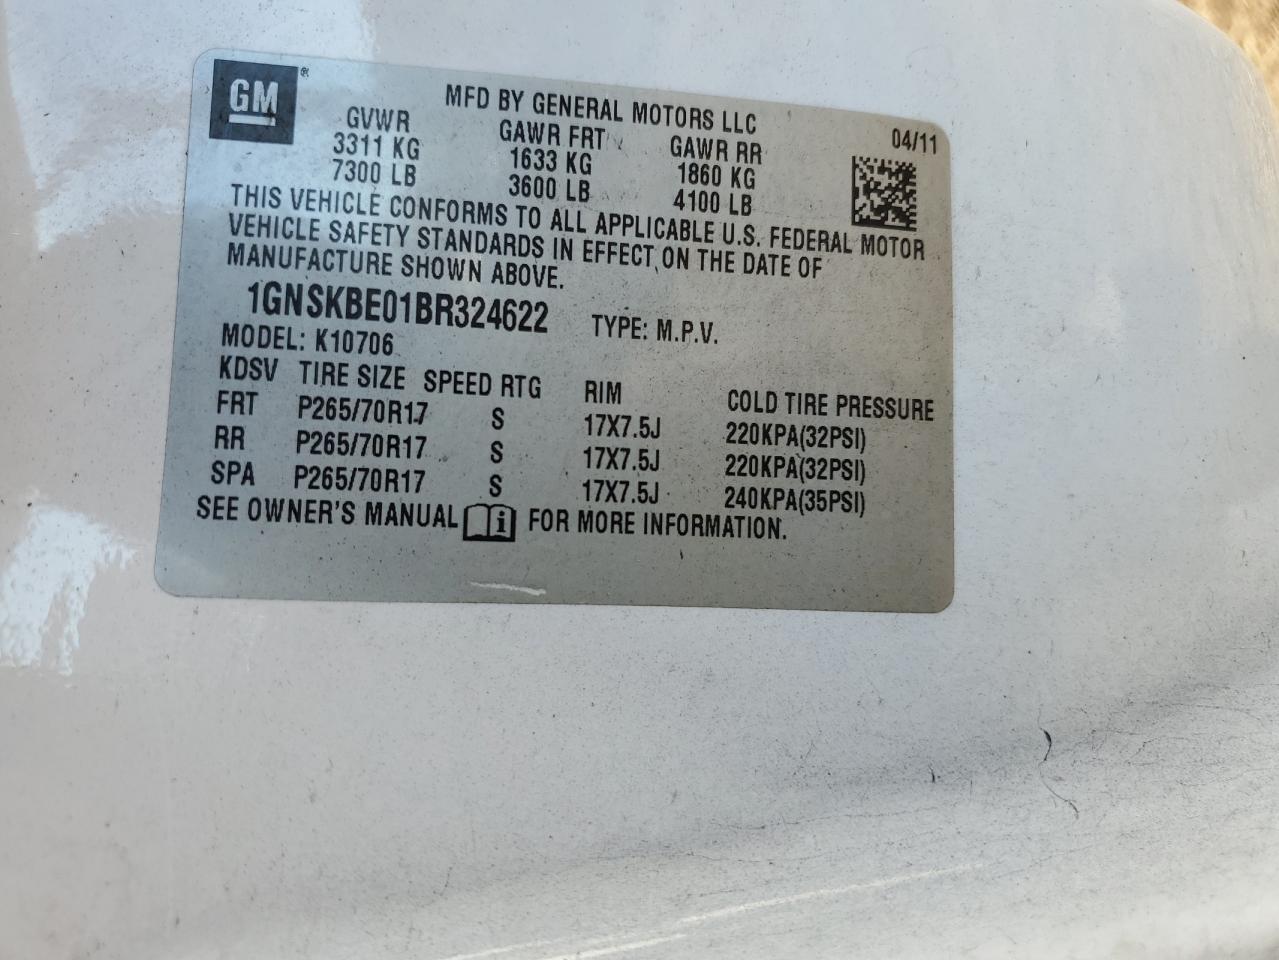 GM®
MFD BY GENERAL MOTORS LLC
04/11
GVWR GAWR FRT GAWR RR
3311 KG 1633 KG 1860 KG
7300 LB 3600 LB 4100 LB
THIS VEHICLE CONFORMS TO ALL APPLICABLE U.S. FEDERAL MOTOR
VEHICLE SAFETY STANDARDS IN EFFECT ON THE DATE OF
MANUFACTURE SHOWN ABOVE.
1GNSKBE01BR324622 TYPE: M.P.V.
MODEL: K10706
KDSV TIRE SIZE SPEED RTG RIM COLD TIRE PRESSURE
FRT P265/70R17 S 17X7.5J 220KPA(32PSI)
RR P265/70R17 S 17X7.5J 220KPA(32PSI)
SPA P265/70R17 S 17X7.5J 240KPA(35PSI)
SEE OWNER'S MANUAL FOR MORE INFORMATION.